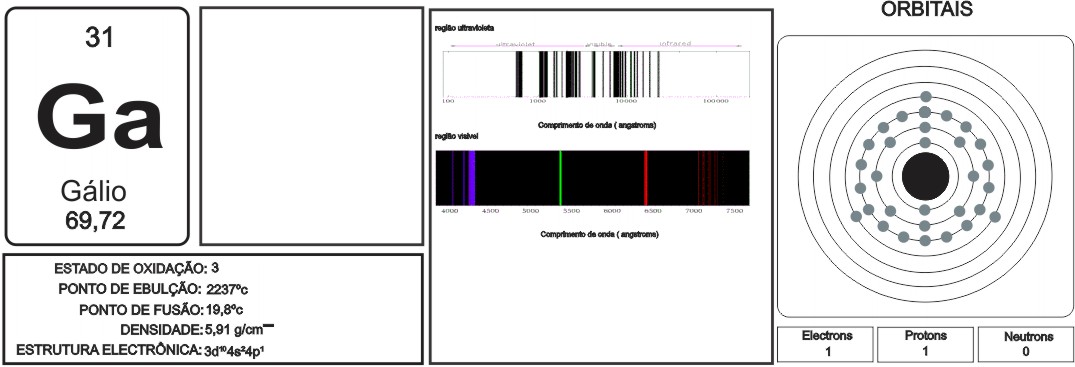 31
Ga
Gálio
69,72
ESTADO DE OXIDAÇÃO: 3
PONTO DE EBULÇÃO: 2237ºc
PONTO DE FUSÃO: 19,8ºc
DENSIDADE: 5,91 g/cm
ESTRUTURA ELECTRÔNICA: 3d¹⁰4s²4p¹
região ultravioleta
ultraviolet visible infrared
100 1000 10000 100000
Comprimento de onda ( angstroms)
região visivel
4000 4500 5000 5500 6000 6500 7000 7500
Comprimento de onda ( angstroms)
ORBITAIS
Electrons Protons Neutrons
1 1 0